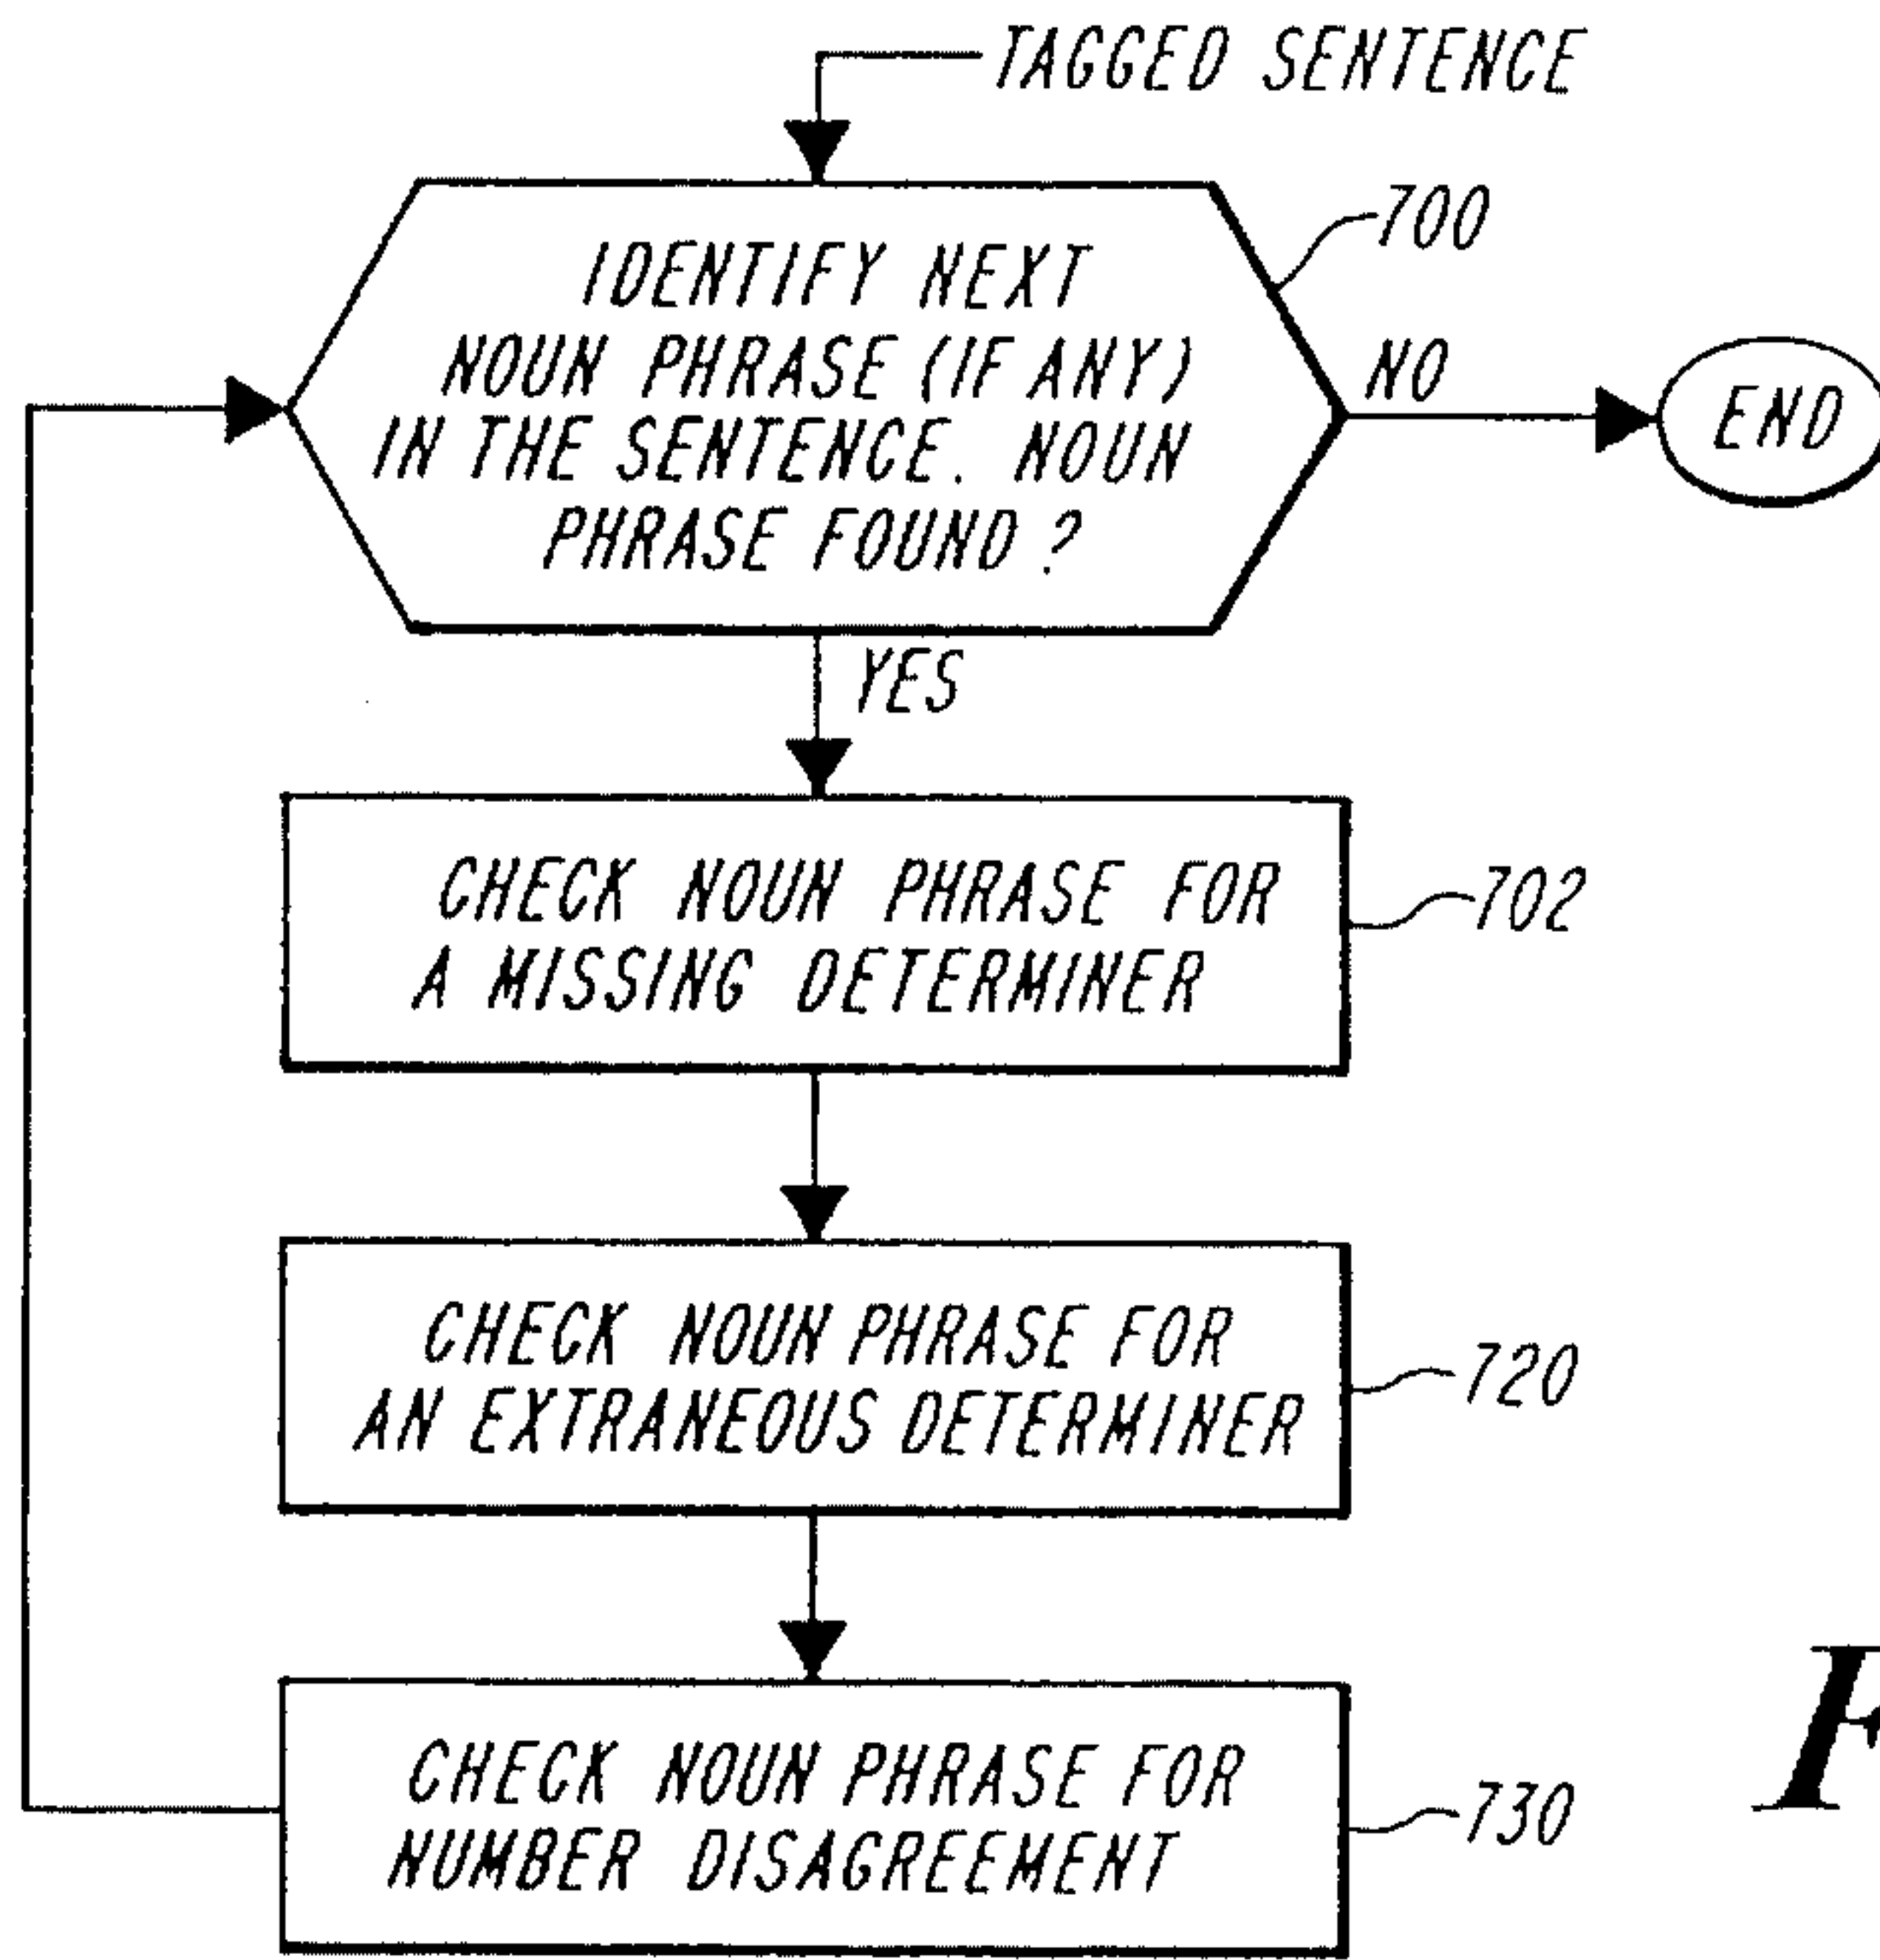 TAGGED SENTENCE
700
IDENTIFY NEXT
NOUN PHRASE (IF ANY)
IN THE SENTENCE. NOUN
PHRASE FOUND?
NO
END
YES
CHECK NOUN PHRASE FOR
A MISSING DETERMINER
702
CHECK NOUN PHRASE FOR
AN EXTRANEOUS DETERMINER
720
CHECK NOUN PHRASE FOR
NUMBER DISAGREEMENT
730
F